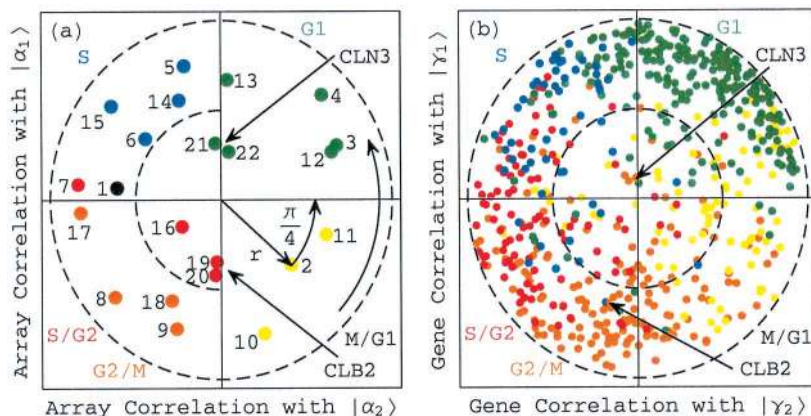 Array Correlation with |α₁⟩
(a)
S
G1
CLN3
5
13
4
14
15
6
21
22
3
12
7
1
17
16
π/4
r
11
19
20
2
8
18
9
10
S/G2
G2/M
M/G1
CLB2
Array Correlation with |α₂⟩
Gene Correlation with |γ₁⟩
(b)
S
G1
CLN3
S/G2
G2/M
M/G1
CLB2
Gene Correlation with |γ₂⟩